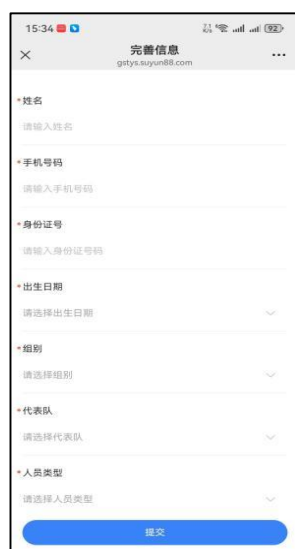 15:34
92
完善信息
gstys.suyun88.com
*姓名
请输入姓名
*手机号码
请输入手机号码
*身份证号
请输入身份证号码
*出生日期
请选择出生日期
*组别
请选择组别
*代表队
请选择代表队
*人员类型
请选择人员类型
提交